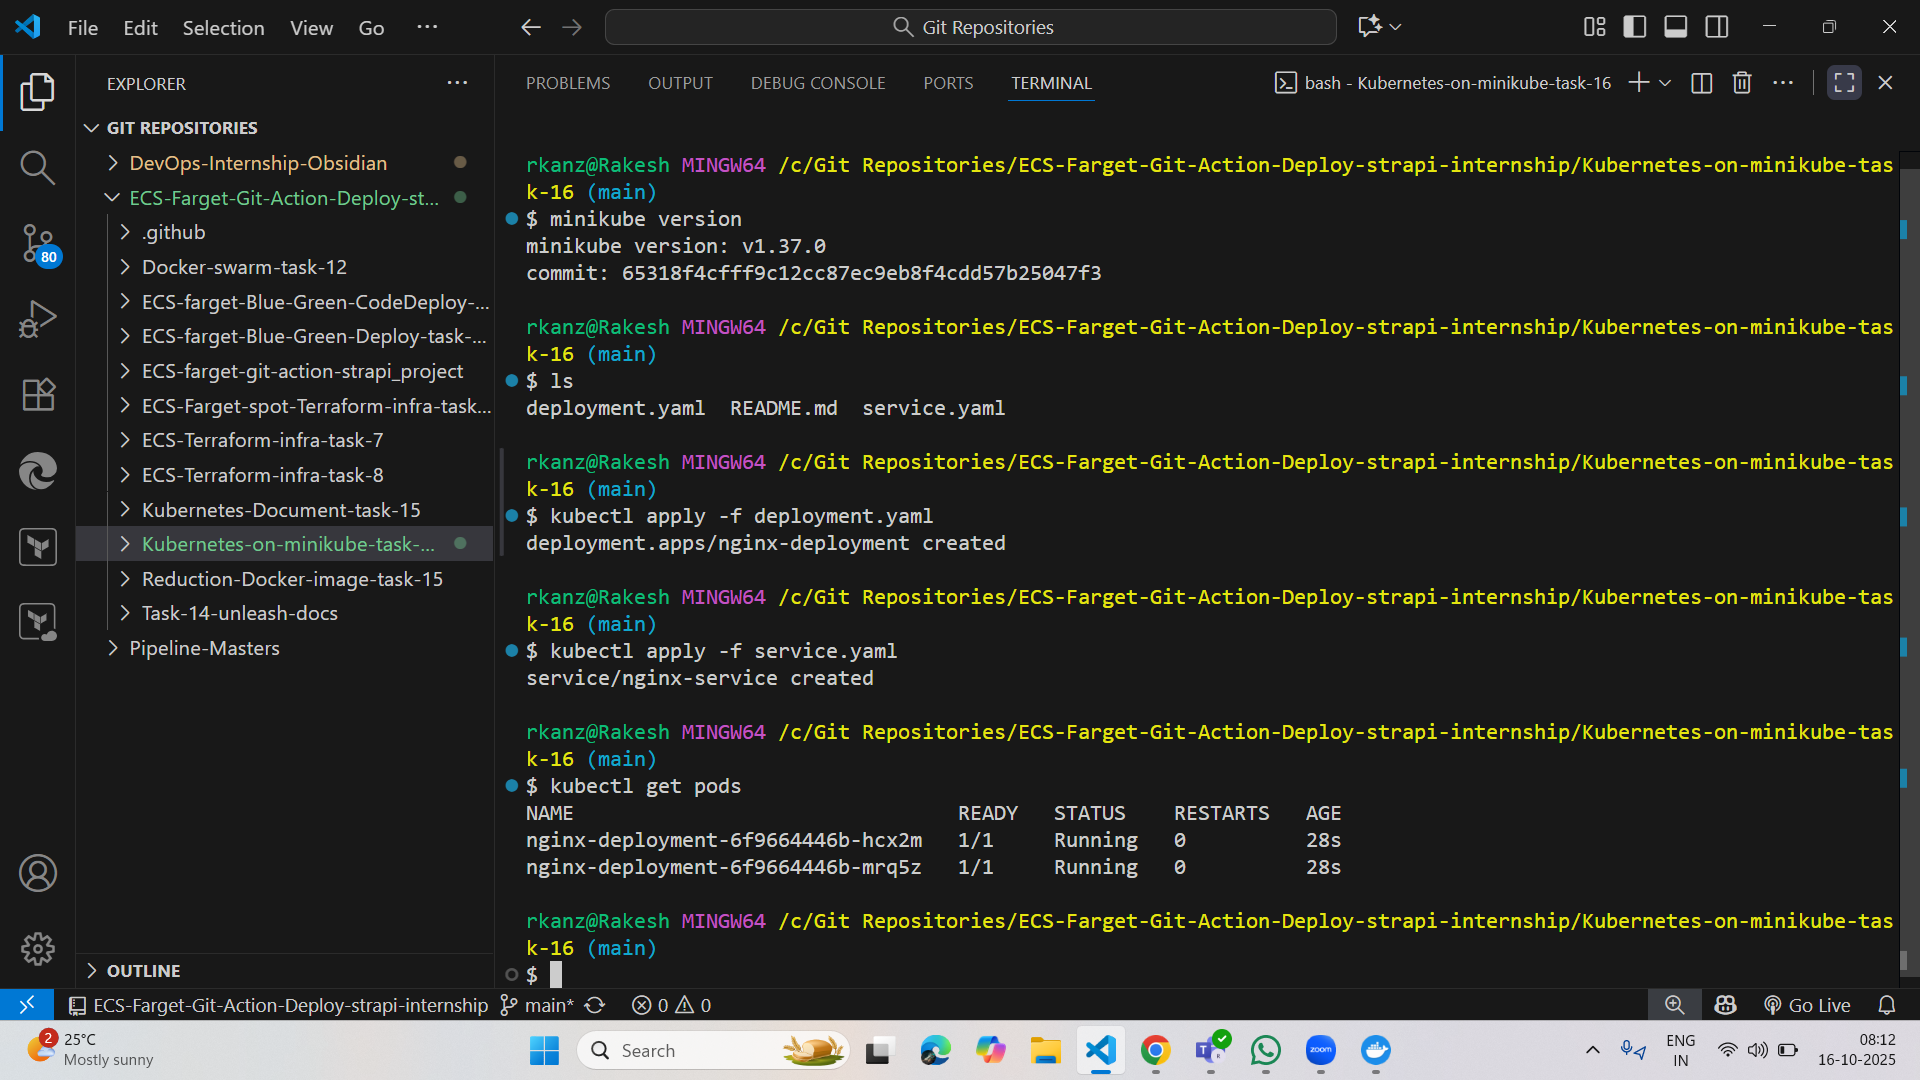 File Edit Selection View Go ...
Git Repositories
EXPLORER
GIT REPOSITORIES
DevOps-Internship-Obsidian
ECS-Farget-Git-Action-Deploy-st...
.github
Docker-swarm-task-12
ECS-farget-Blue-Green-CodeDeploy-...
ECS-farget-Blue-Green-Deploy-task-...
ECS-farget-git-action-strapi_project
ECS-Farget-spot-Terraform-infra-task...
ECS-Terraform-infra-task-7
ECS-Terraform-infra-task-8
Kubernetes-Document-task-15
Kubernetes-on-minikube-task-...
Reduction-Docker-image-task-15
Task-14-unleash-docs
Pipeline-Masters
OUTLINE
80
PROBLEMS OUTPUT DEBUG CONSOLE PORTS TERMINAL
bash - Kubernetes-on-minikube-task-16
rkanz@Rakesh MINGW64 /c/Git Repositories/ECS-Farget-Git-Action-Deploy-strapi-internship/Kubernetes-on-minikube-tas
k-16 (main)
$ minikube version
minikube version: v1.37.0
commit: 65318f4cfff9c12cc87ec9eb8f4cdd57b25047f3
rkanz@Rakesh MINGW64 /c/Git Repositories/ECS-Farget-Git-Action-Deploy-strapi-internship/Kubernetes-on-minikube-tas
k-16 (main)
$ ls
deployment.yaml README.md service.yaml
rkanz@Rakesh MINGW64 /c/Git Repositories/ECS-Farget-Git-Action-Deploy-strapi-internship/Kubernetes-on-minikube-tas
k-16 (main)
$ kubectl apply -f deployment.yaml
deployment.apps/nginx-deployment created
rkanz@Rakesh MINGW64 /c/Git Repositories/ECS-Farget-Git-Action-Deploy-strapi-internship/Kubernetes-on-minikube-tas
k-16 (main)
$ kubectl apply -f service.yaml
service/nginx-service created
rkanz@Rakesh MINGW64 /c/Git Repositories/ECS-Farget-Git-Action-Deploy-strapi-internship/Kubernetes-on-minikube-tas
k-16 (main)
$ kubectl get pods
NAME READY STATUS RESTARTS AGE
nginx-deployment-6f9664446b-hcx2m 1/1 Running 0 28s
nginx-deployment-6f9664446b-mrq5z 1/1 Running 0 28s
rkanz@Rakesh MINGW64 /c/Git Repositories/ECS-Farget-Git-Action-Deploy-strapi-internship/Kubernetes-on-minikube-tas
k-16 (main)
$
ECS-Farget-Git-Action-Deploy-strapi-internship main* 0 0 Go Live
2
25°C
Mostly sunny
Search
zoom
ENG
IN
08:12
16-10-2025